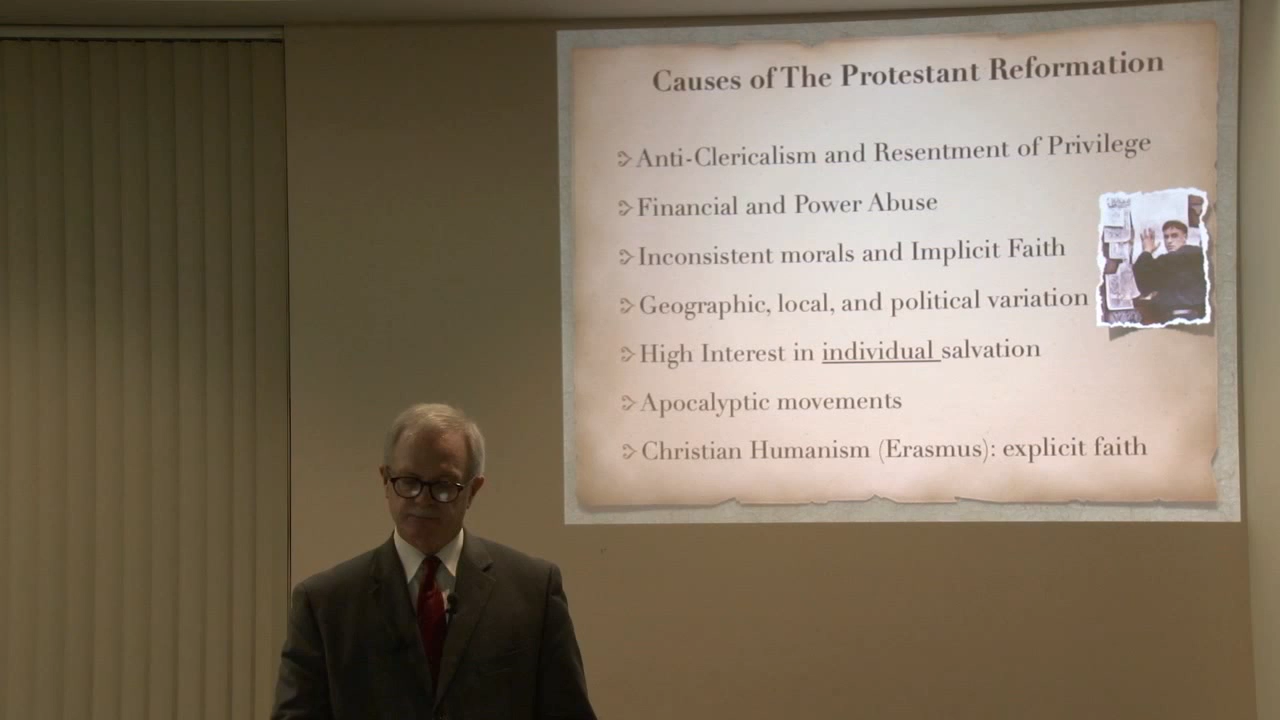 Causes of The Protestant Reformation
Anti-Clericalism and Resentment of Privilege
Financial and Power Abuse
Inconsistent morals and Implicit Faith
Geographic, local, and political variation
High Interest in individual salvation
Apocalyptic movements
Christian Humanism (Erasmus): explicit faith